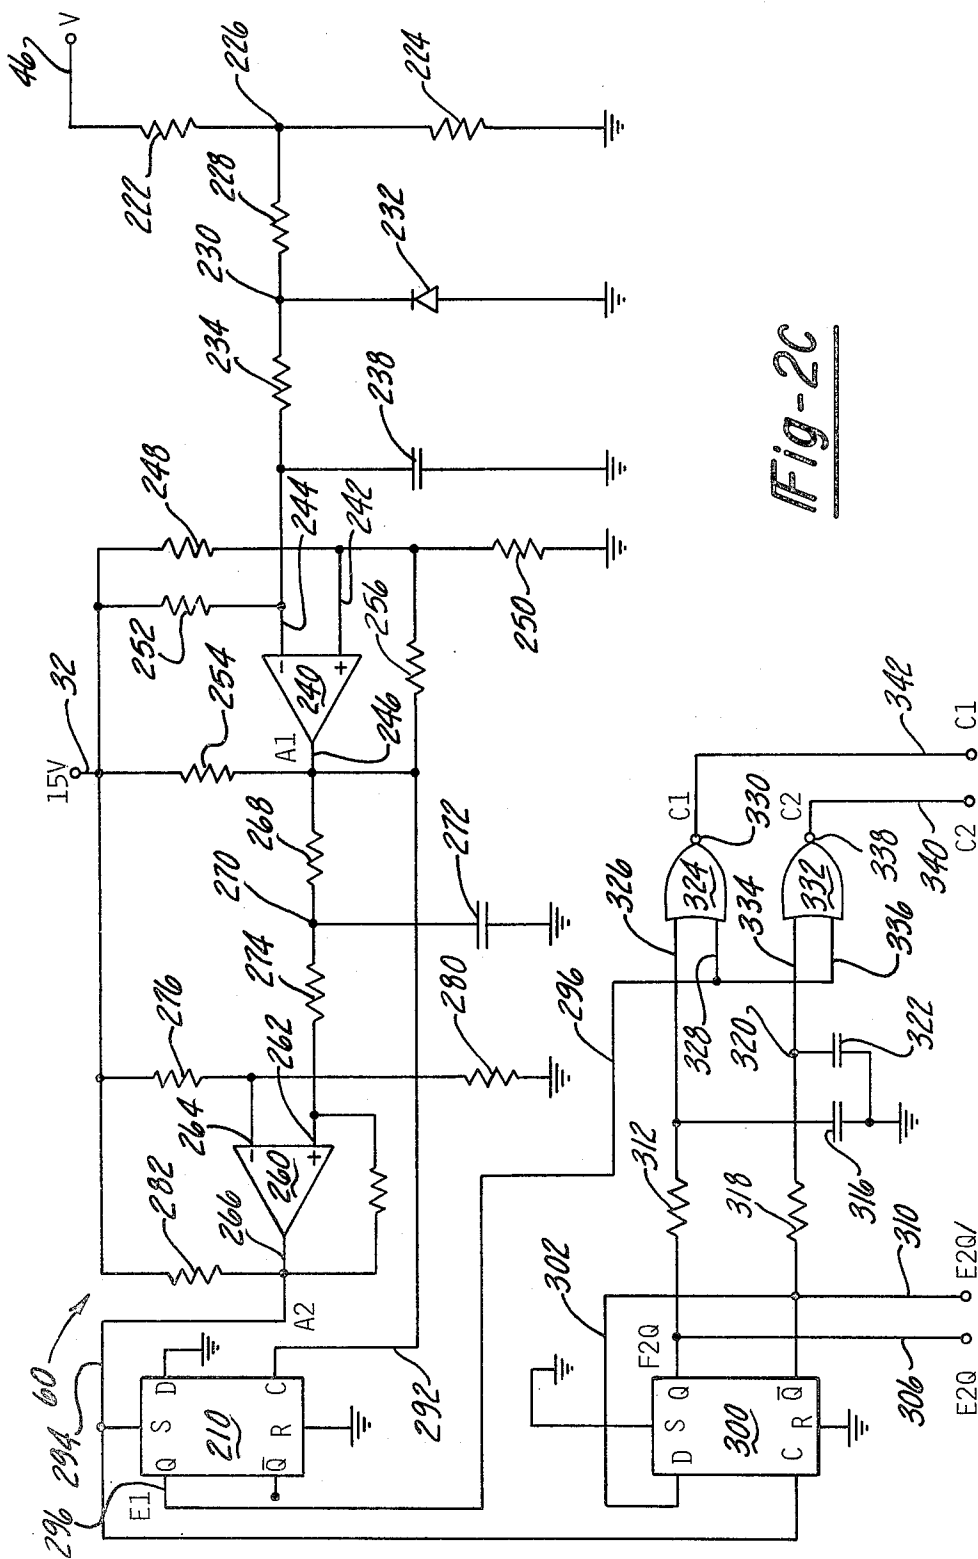 46
V
222
226
224
228
230
232
234
238
248
244
242
252
256
250
32
15V
254
240
-
+
A1
246
268
270
272
274
276
280
262
264
260
-
+
282
266
A2
60
294
296
E1
Q
S
D
210
Q
R
C
292
296
302
F2Q
D
S
Q
300
C
R
Q
306
310
E2Q
E2Q/
312
318
316
320
322
326
328
334
336
324
332
C1
C2
330
338
340
342
C2
C1
Fig-2c